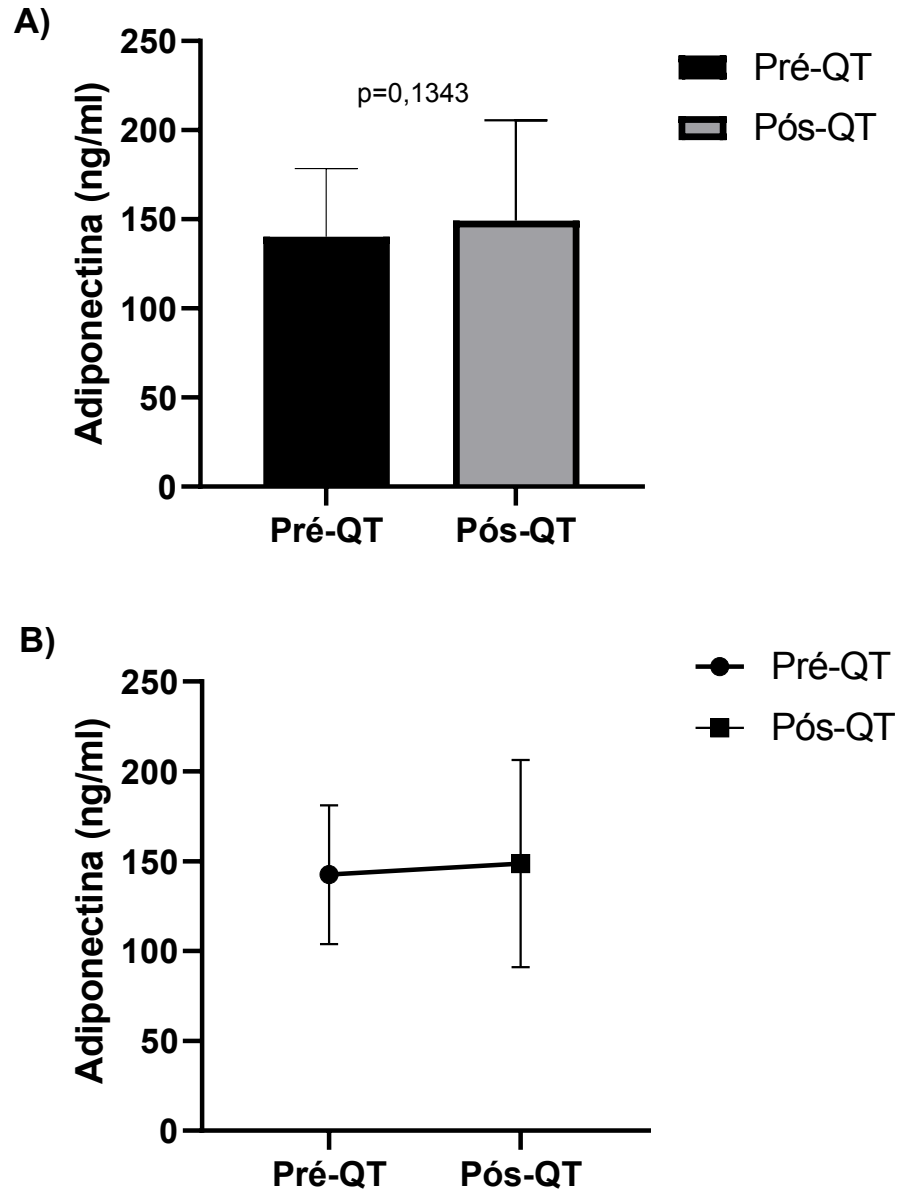 A)
250
200
150
100
50
0
Adiponectina (ng/ml)
p=0,1343
Pré-QT
Pós-QT
Pré-QT
Pós-QT
B)
250
200
150
100
50
0
Adiponectina (ng/ml)
Pré-QT
Pós-QT
Pré-QT
Pós-QT